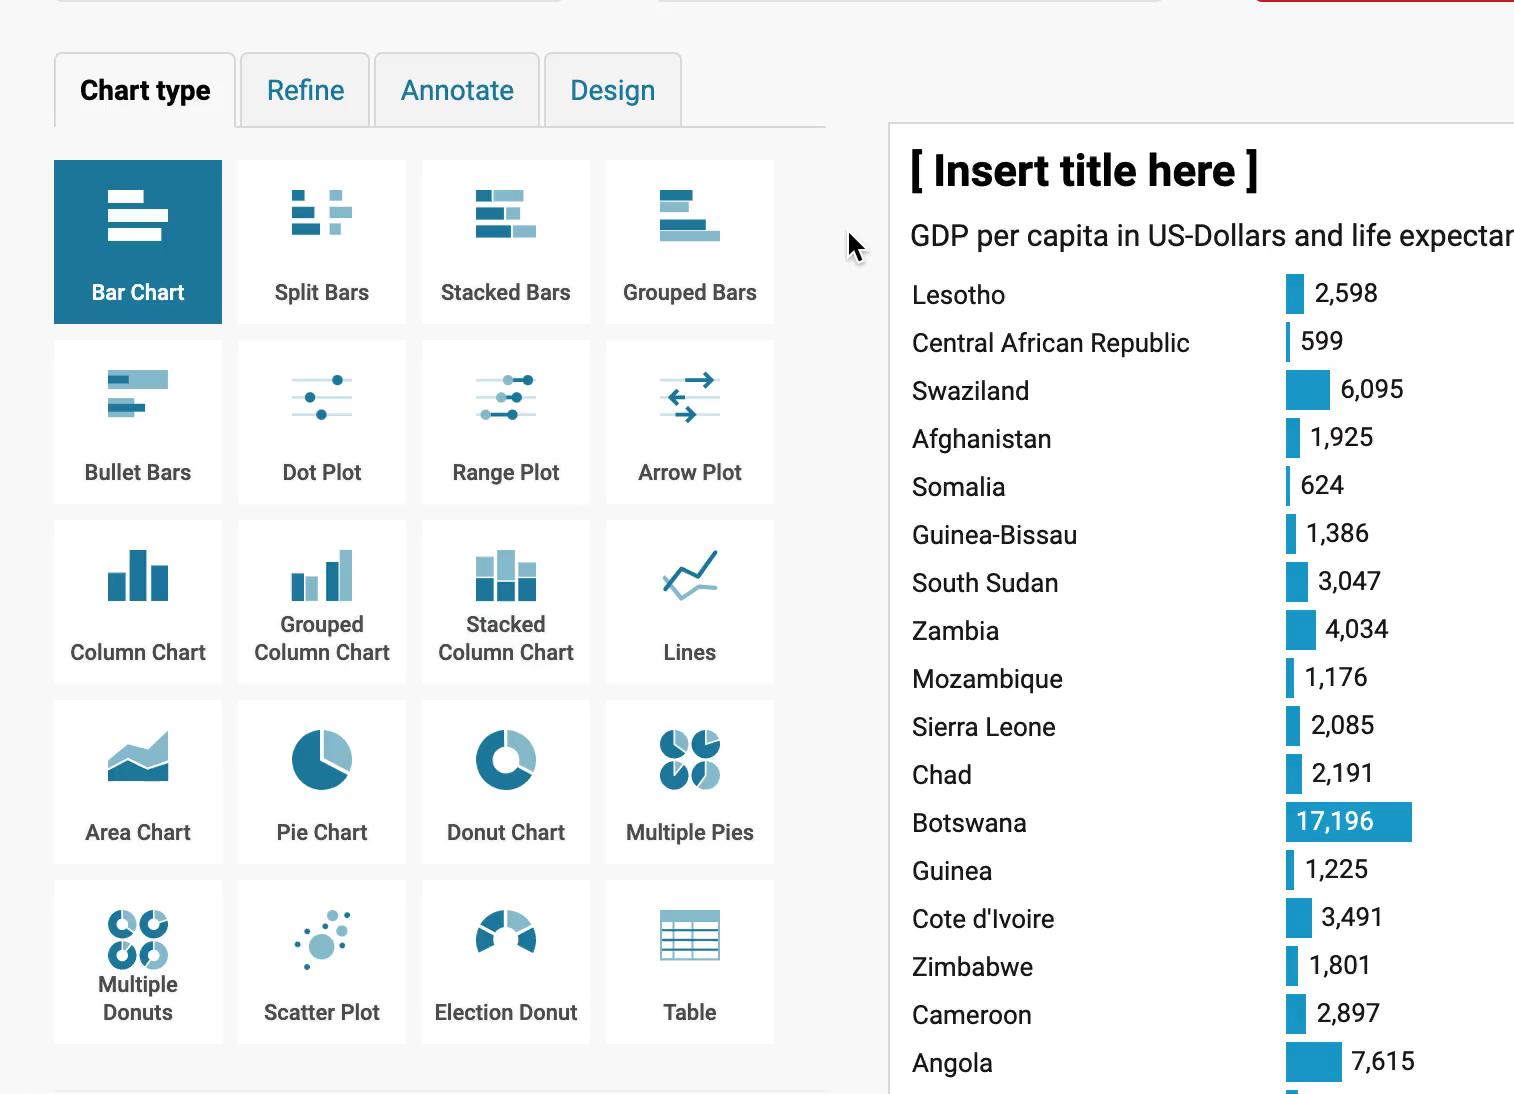 Chart type
Refine
Annotate
Design
Bar Chart
Split Bars
Stacked Bars
Grouped Bars
Bullet Bars
Dot Plot
Range Plot
Arrow Plot
Column Chart
Grouped
Column Chart
Stacked
Column Chart
Lines
Area Chart
Pie Chart
Donut Chart
Multiple Pies
Multiple
Donuts
Scatter Plot
Election Donut
Table
[ Insert title here ]
GDP per capita in US-Dollars and life expectan
Lesotho 2,598
Central African Republic 599
Swaziland 6,095
Afghanistan 1,925
Somalia 624
Guinea-Bissau 1,386
South Sudan 3,047
Zambia 4,034
Mozambique 1,176
Sierra Leone 2,085
Chad 2,191
Botswana 17,196
Guinea 1,225
Cote d'Ivoire 3,491
Zimbabwe 1,801
Cameroon 2,897
Angola 7,615